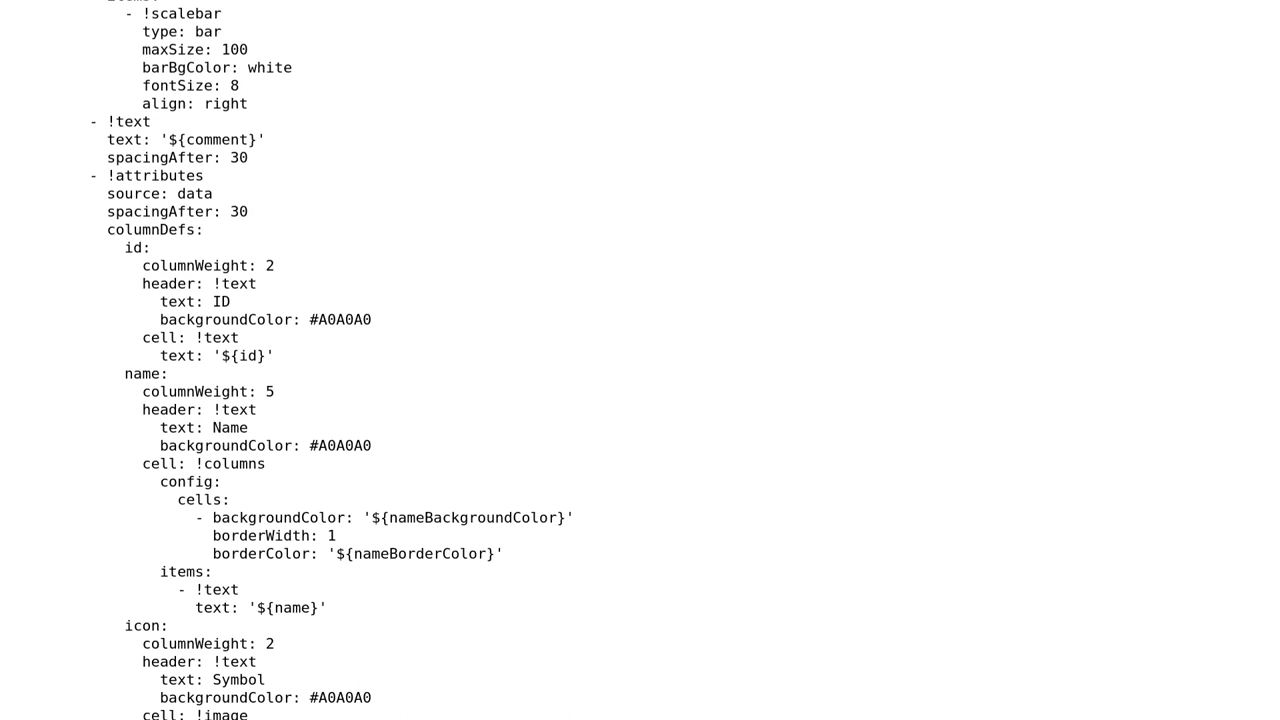 - !scalebar
type: bar
maxSize: 100
barBgColor: white
fontSize: 8
align: right
- !text
text: '${comment}'
spacingAfter: 30
- !attributes
source: data
spacingAfter: 30
columnDefs:
id:
columnWeight: 2
header: !text
text: ID
backgroundColor: #A0A0A0
cell: !text
text: '${id}'
name:
columnWeight: 5
header: !text
text: Name
backgroundColor: #A0A0A0
cell: !columns
config:
cells:
- backgroundColor: '${nameBackgroundColor}'
borderWidth: 1
borderColor: '${nameBorderColor}'
items:
- !text
text: '${name}'
icon:
columnWeight: 2
header: !text
text: Symbol
backgroundColor: #A0A0A0
cell: !image